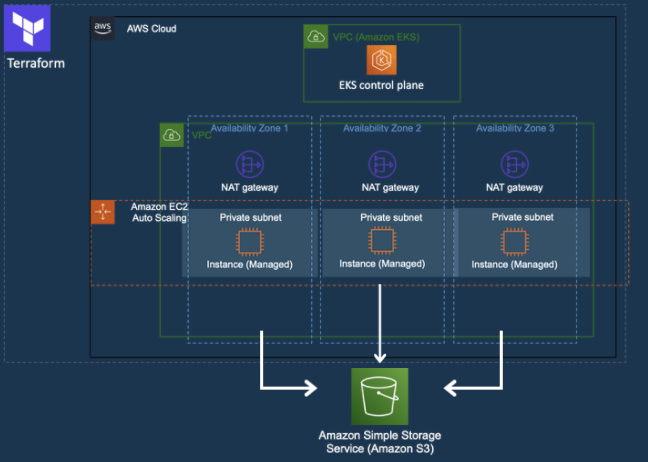 aws
AWS Cloud
Terraform
VPC (Amazon EKS)
EKS control plane
VPC
Availability Zone 1
Availability Zone 2
Availability Zone 3
NAT gateway
NAT gateway
NAT gateway
Amazon EC2
Auto Scaling
Private subnet
Private subnet
Private subnet
Instance (Managed)
Instance (Managed)
Instance (Managed)
Amazon Simple Storage
Service (Amazon S3)